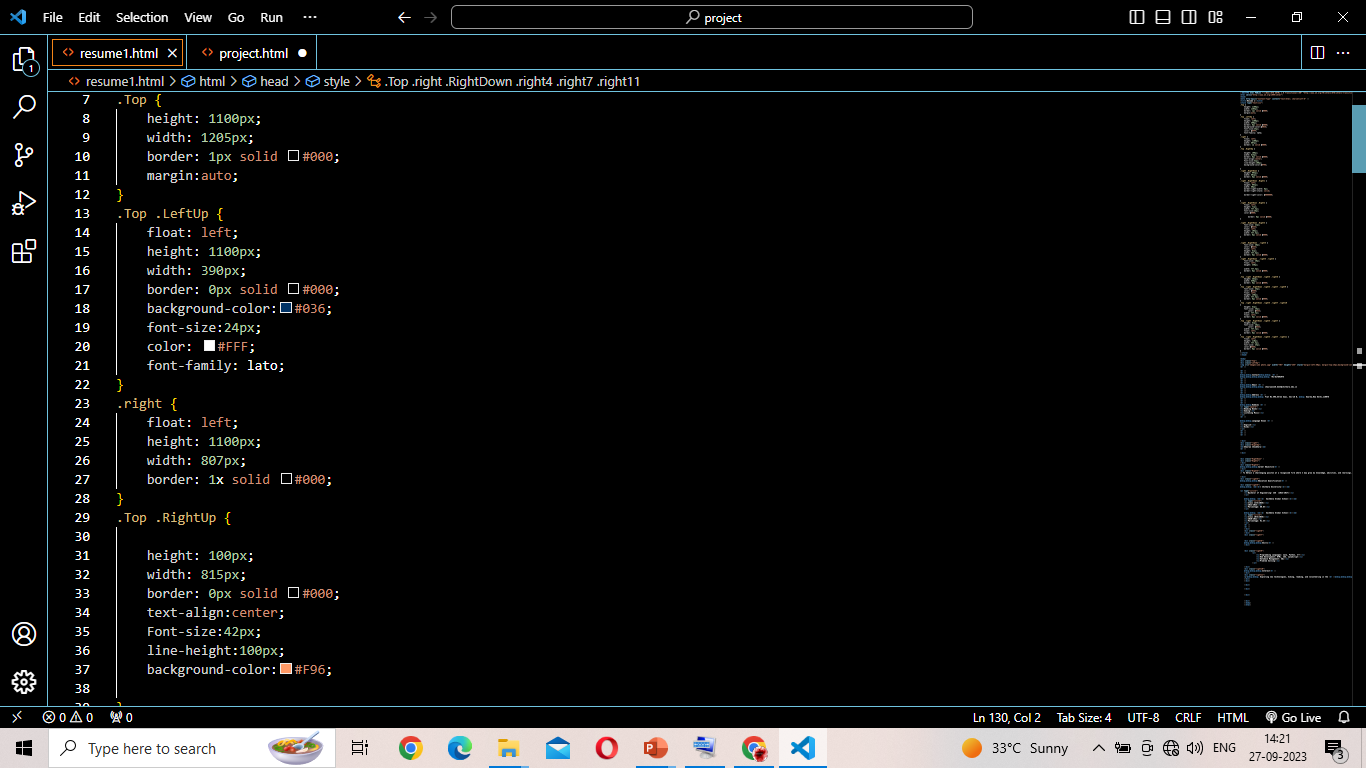 File Edit Selection View Go Run ··· project
resume1.html project.html
resume1.html > html > head > style > .Top .right .RightDown .right4 .right7 .right11
7 .Top {
8 height: 1100px;
9 width: 1205px;
10 border: 1px solid #000;
11 margin:auto;
12 }
13 .Top .LeftUp {
14 float: left;
15 height: 1100px;
16 width: 390px;
17 border: 0px solid #000;
18 background-color:#036;
19 font-size:24px;
20 color: #FFF;
21 font-family: lato;
22 }
23 .right {
24 float: left;
25 height: 1100px;
26 width: 807px;
27 border: 1x solid #000;
28 }
29 .Top .RightUp {
30
31 height: 100px;
32 width: 815px;
33 border: 0px solid #000;
34 text-align:center;
35 Font-size:42px;
36 line-height:100px;
37 background-color:#F96;
38
1
0 0 0 Ln 130, Col 2 Tab Size: 4 UTF-8 CRLF HTML Go Live
Type here to search 33°C Sunny ENG 14:21
27-09-2023 3